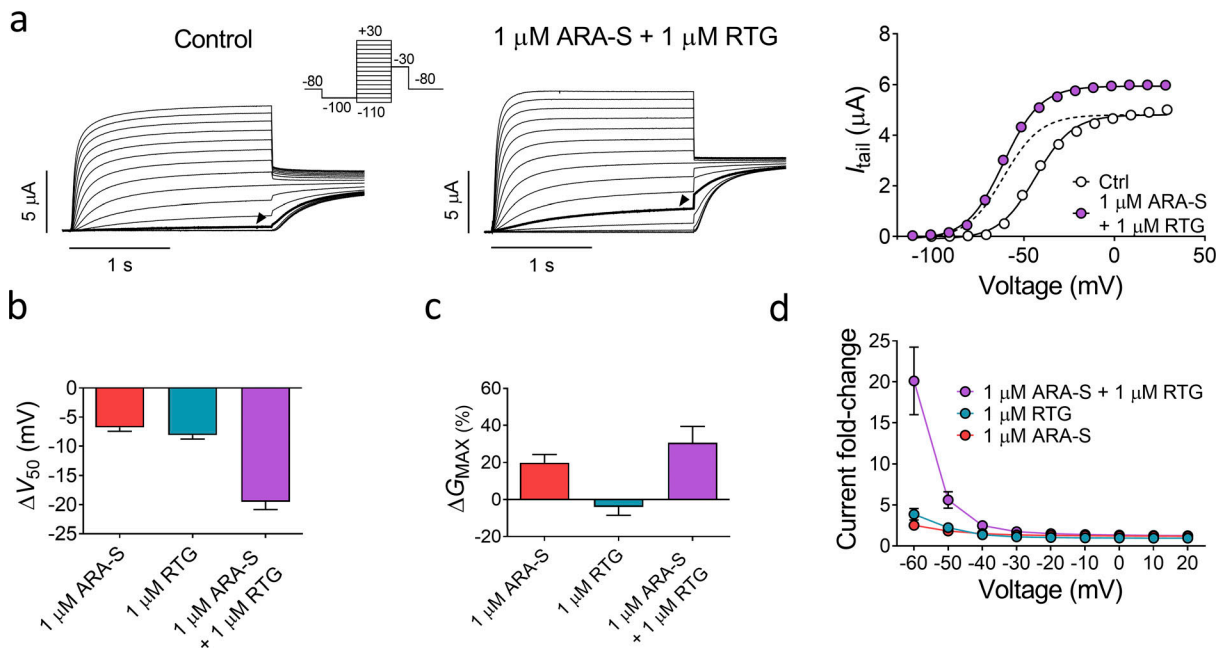 a
Control
1 μM ARA-S + 1 μM RTG
+30
-30
-80
-80
-100
-110
5 μA
1 s
5 μA
1 s
8
6
4
2
0
Itail (μA)
Ctrl
1 μM ARA-S
+ 1 μM RTG
-100
-50
0
50
Voltage (mV)
b
0
-5
-10
-15
-20
-25
ΔV50 (mV)
1 μM ARA-S
1 μM RTG
1 μM ARA-S
+ 1 μM RTG
c
60
40
20
0
-20
ΔGMAX (%)
1 μM ARA-S
1 μM RTG
1 μM ARA-S
+ 1 μM RTG
d
25
20
15
10
5
0
Current fold-change
1 μM ARA-S + 1 μM RTG
1 μM RTG
1 μM ARA-S
-60 -50 -40 -30 -20 -10 0 10 20
Voltage (mV)